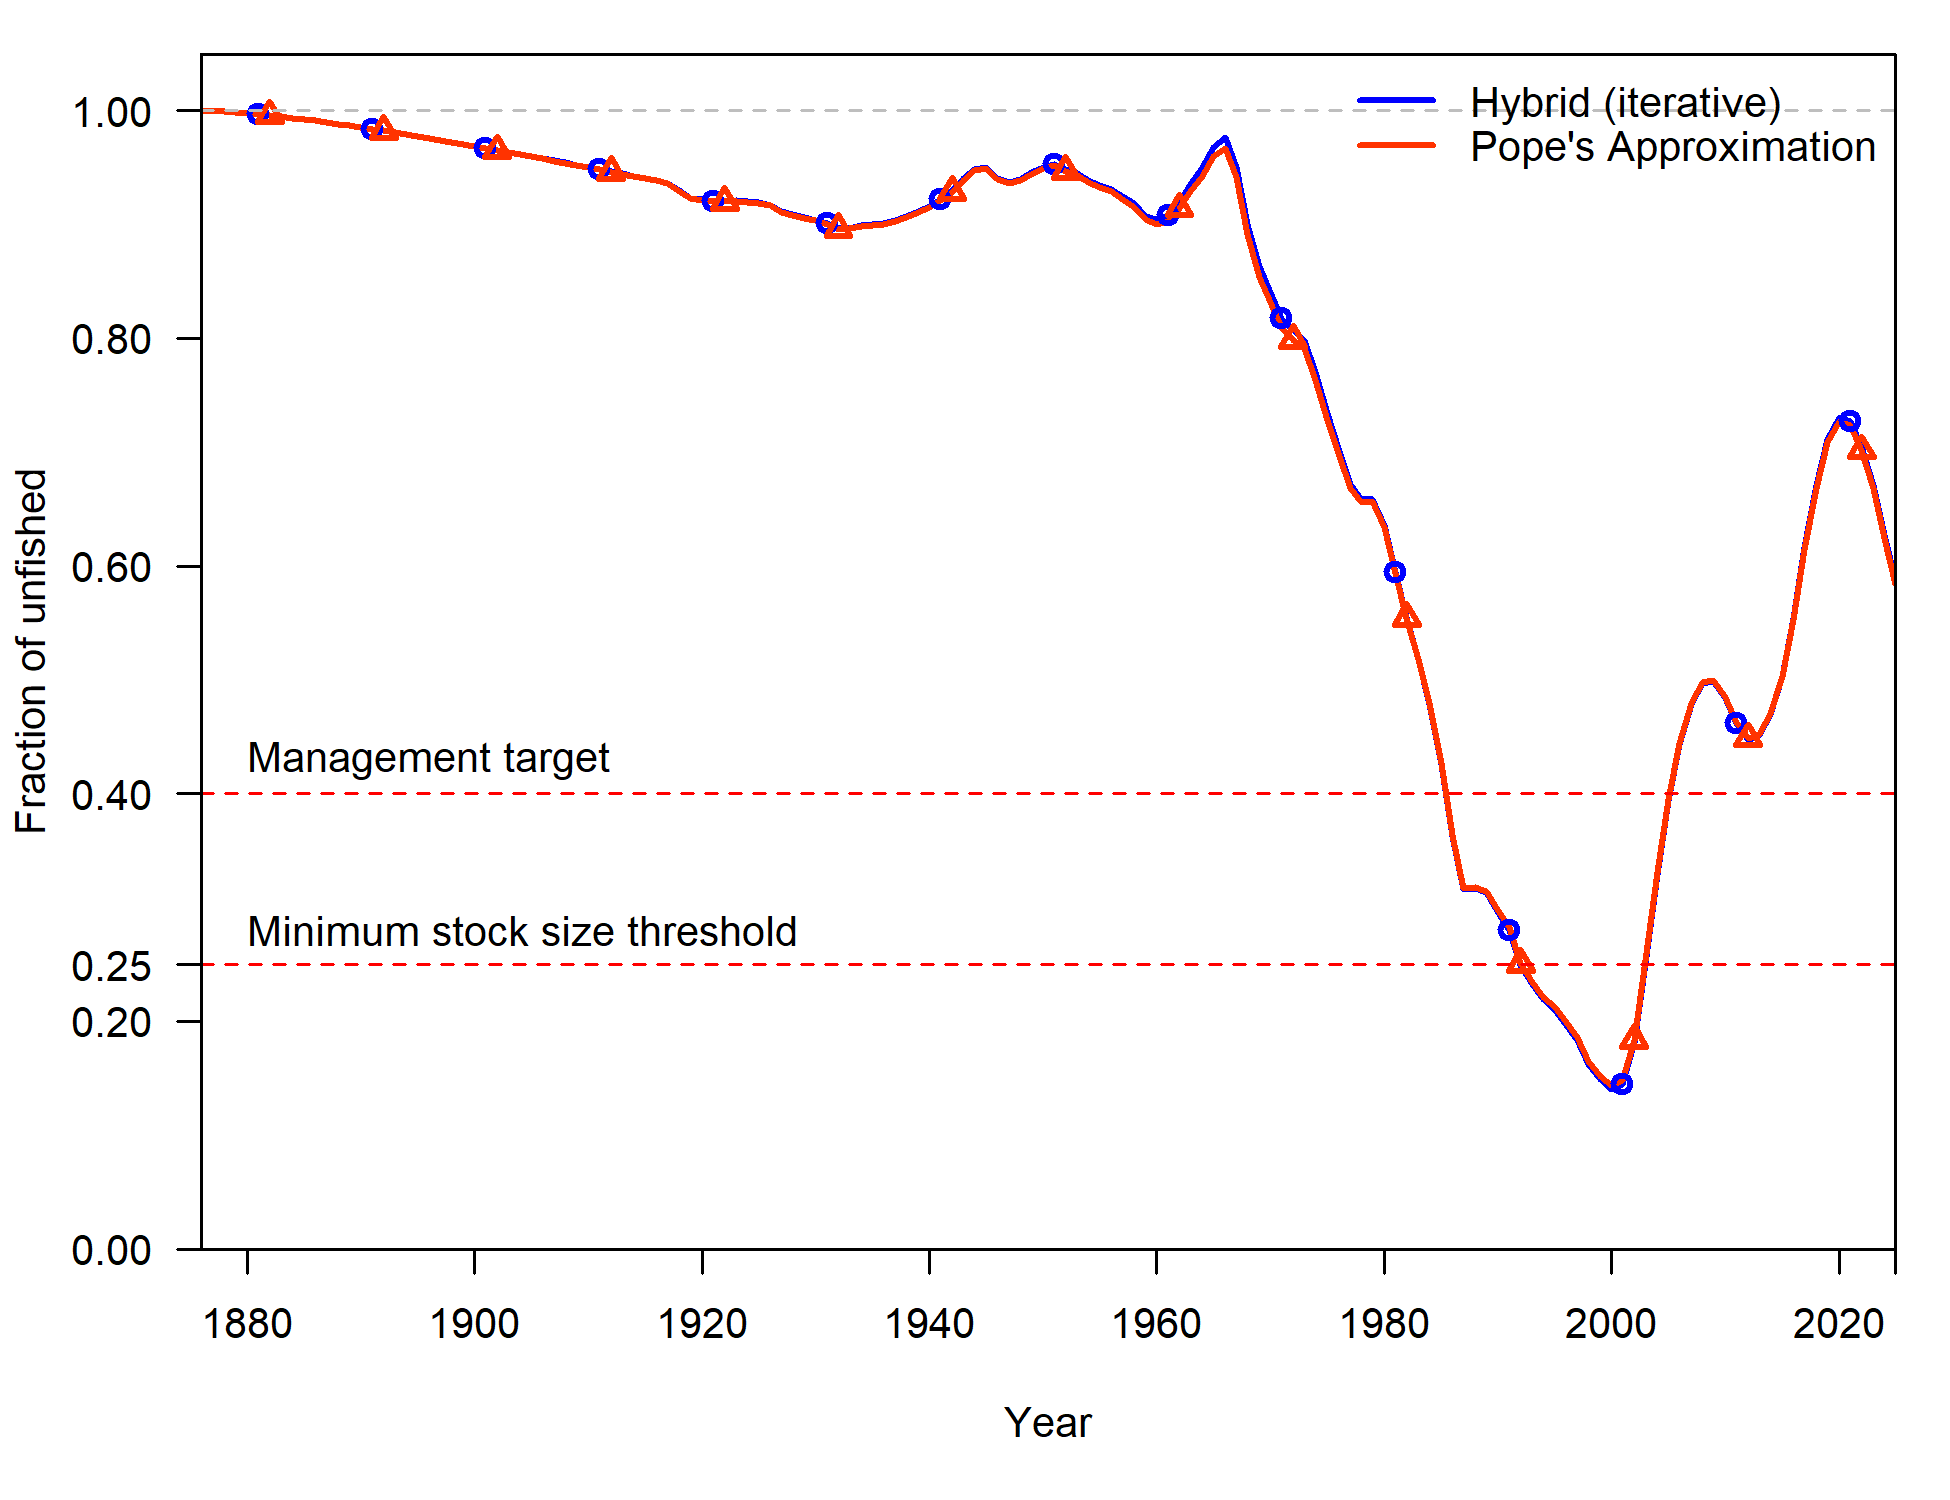 Hybrid (iterative)
Pope's Approximation
1.00
0.80
0.60
0.40
0.25
0.20
0.00
Fraction of unfished
Management target
Minimum stock size threshold
1880 1900 1920 1940 1960 1980 2000 2020
Year